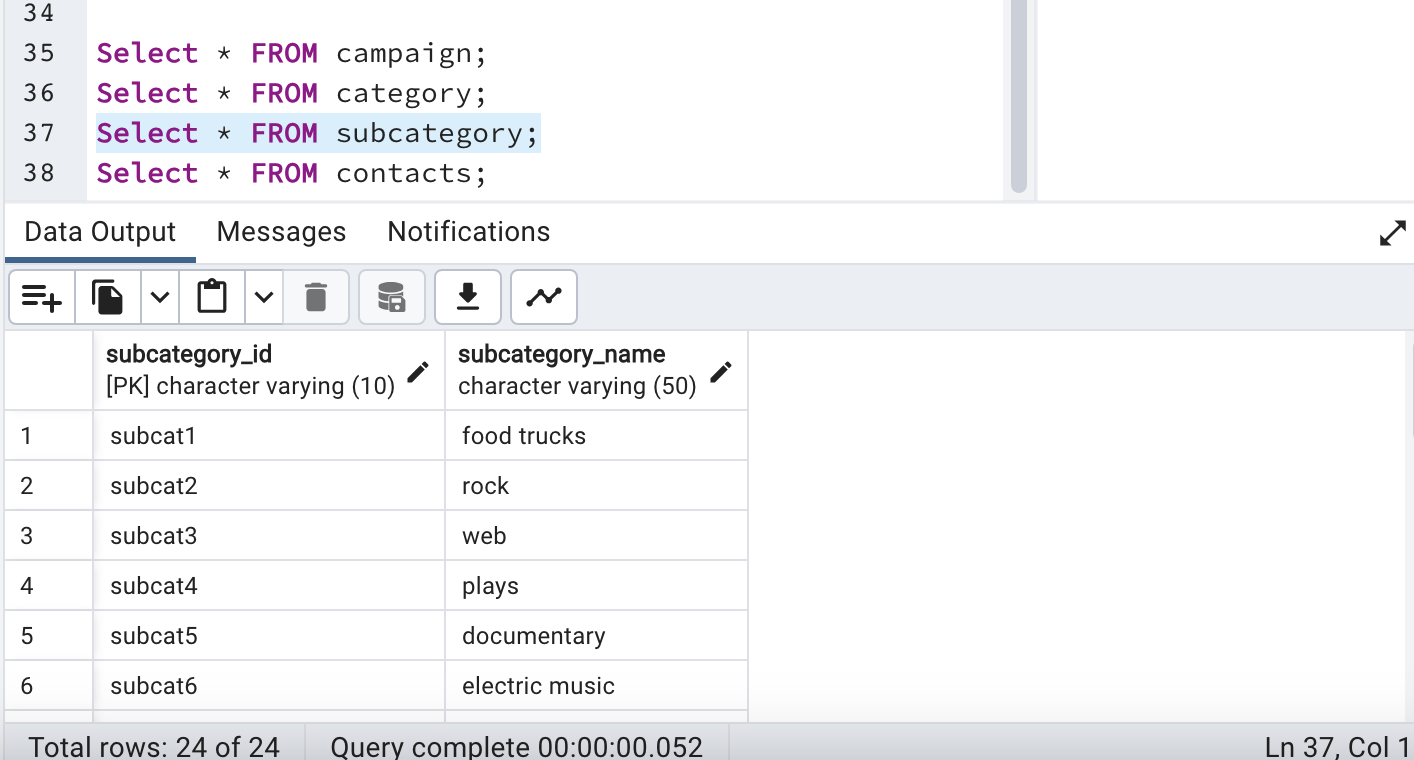 34
35 Select * FROM campaign;
36 Select * FROM category;
37 Select * FROM subcategory;
38 Select * FROM contacts;
Data Output Messages Notifications
subcategory_id subcategory_name
[PK] character varying (10) character varying (50)
1 subcat1 food trucks
2 subcat2 rock
3 subcat3 web
4 subcat4 plays
5 subcat5 documentary
6 subcat6 electric music
Total rows: 24 of 24 Query complete 00:00:00.052 Ln 37, Col 1